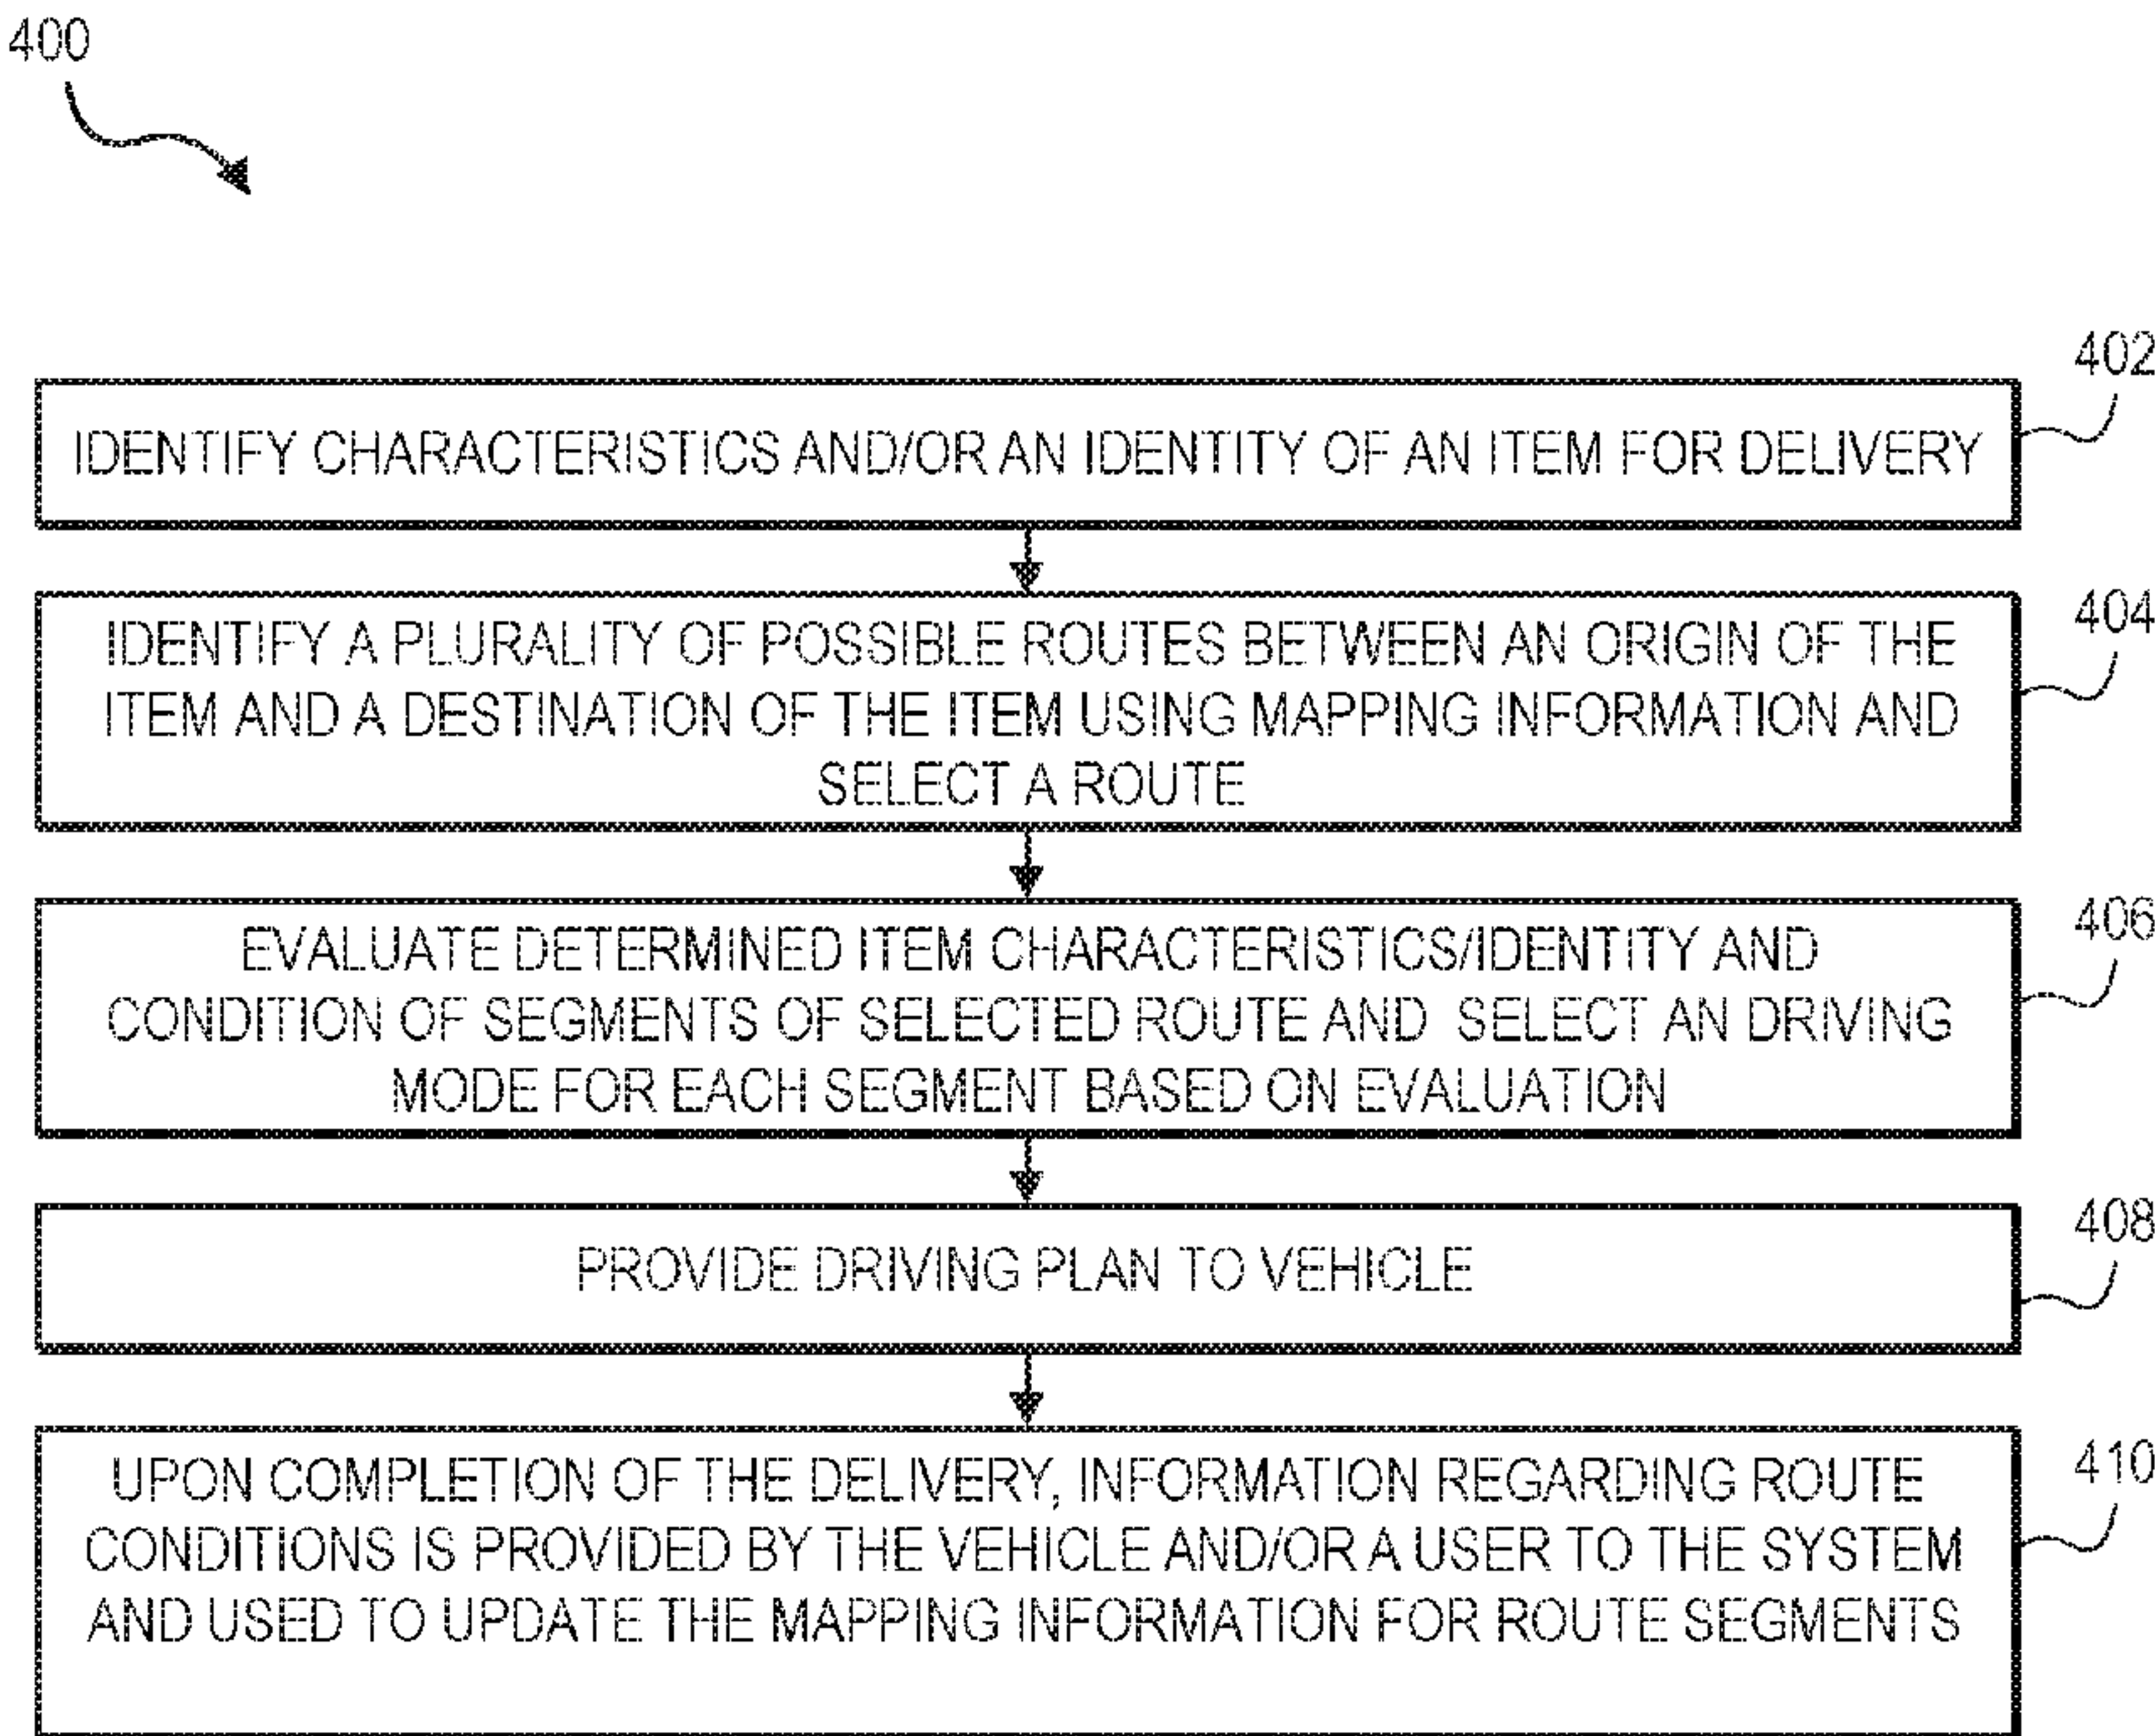 400
402
IDENTIFY CHARACTERISTICS AND/OR AN IDENTITY OF AN ITEM FOR DELIVERY
404
IDENTIFY A PLURALITY OF POSSIBLE ROUTES BETWEEN AN ORIGIN OF THE
ITEM AND A DESTINATION OF THE ITEM USING MAPPING INFORMATION AND
SELECT A ROUTE
406
EVALUATE DETERMINED ITEM CHARACTERISTICS/IDENTITY AND
CONDITION OF SEGMENTS OF SELECTED ROUTE AND SELECT AN DRIVING
MODE FOR EACH SEGMENT BASED ON EVALUATION
408
PROVIDE DRIVING PLAN TO VEHICLE
410
UPON COMPLETION OF THE DELIVERY, INFORMATION REGARDING ROUTE
CONDITIONS IS PROVIDED BY THE VEHICLE AND/OR A USER TO THE SYSTEM
AND USED TO UPDATE THE MAPPING INFORMATION FOR ROUTE SEGMENTS